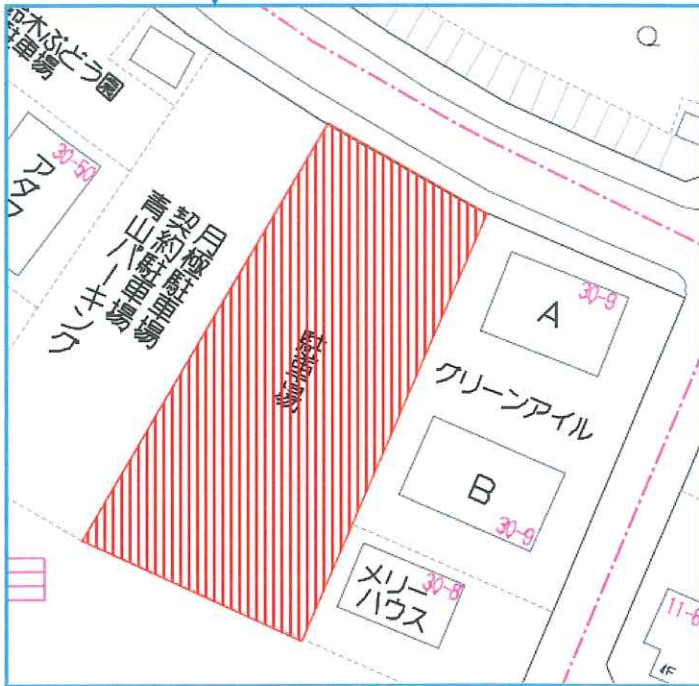 鈴木ぶどう園
駐車場
30-50
アタク
月極駐車場
契約駐車場
青山パーキング
駐車場
A
30-9
グリーンアイル
B
30-9
メリー
ハウス
30-8
11-6
4F